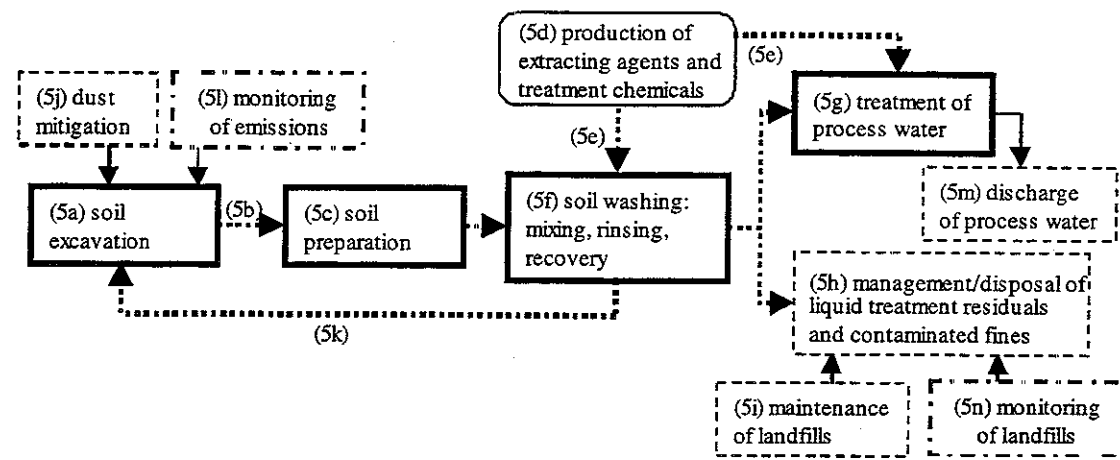 (5d) production of
extracting agents and
treatment chemicals
(5e)
(5j) dust
mitigation
(5l) monitoring
of emissions
(5g) treatment of
process water
(5e)
(5a) soil
excavation
(5b)
(5c) soil
preparation
(5f) soil washing:
mixing, rinsing,
recovery
(5m) discharge
of process water
(5h) management/disposal of
liquid treatment residuals
and contaminated fines
(5k)
(5i) maintenance
of landfills
(5n) monitoring
of landfills